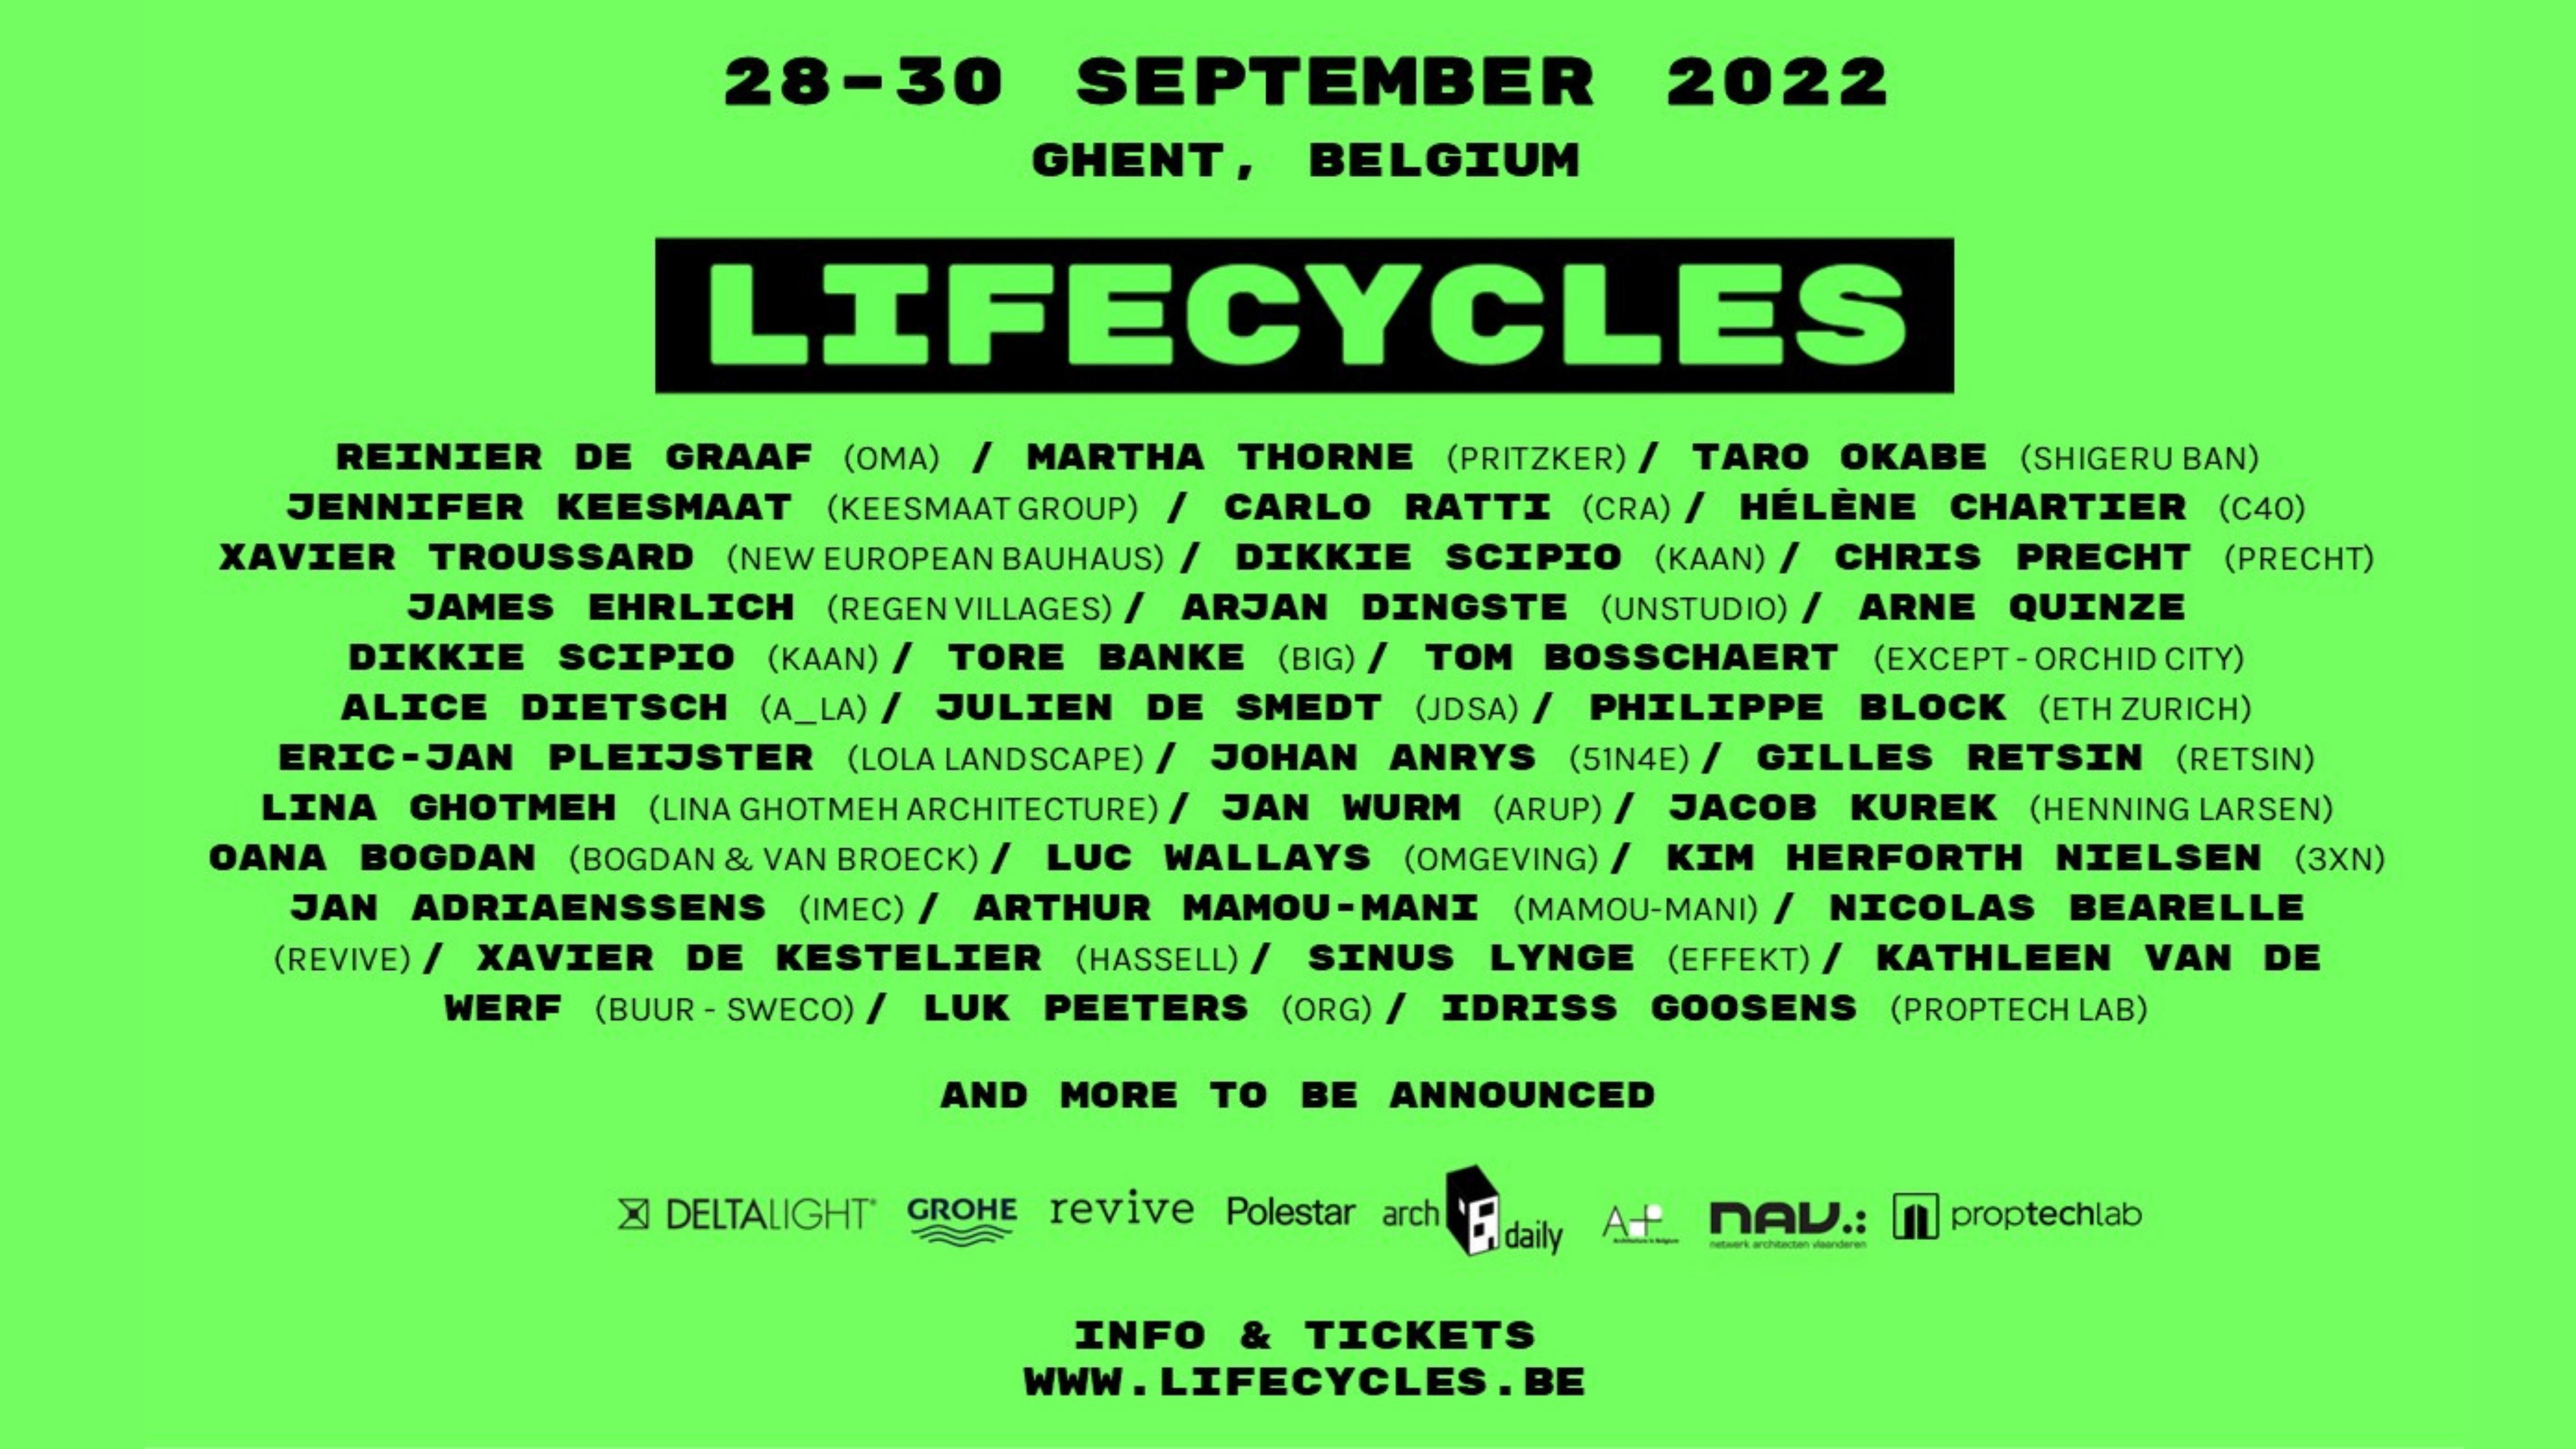 28-30 SEPTEMBER 2022
GHENT, BELGIUM
LIFECYCLES
REINIER DE GRAAF (OMA) / MARTHA THORNE (PRITZKER) / TARO OKABE (SHIGERU BAN)
JENNIFER KEESMAAT (KEESMAAT GROUP) / CARLO RATTI (CRA) / HÉLÈNE CHARTIER (C40)
XAVIER TROUSSARD (NEW EUROPEAN BAUHAUS) / DIKKIE SCIPIO (KAAN) / CHRIS PRECHT (PRECHT)
JAMES EHRLICH (REGEN VILLAGES) / ARJAN DINGSTE (UNSTUDIO) / ARNE QUINZE
DIKKIE SCIPIO (KAAN) / TORE BANKE (BIG) / TOM BOSSCHAERT (EXCEPT - ORCHID CITY)
ALICE DIETSCH (A_LA) / JULIEN DE SMEDT (JDSA) / PHILIPPE BLOCK (ETH ZURICH)
ERIC-JAN PLEIJSTER (LOLA LANDSCAPE) / JOHAN ANRYS (51N4E) / GILLES RETSIN (RETSIN)
LINA GHOTMEH (LINA GHOTMEH ARCHITECTURE) / JAN WURM (ARUP) / JACOB KUREK (HENNING LARSEN)
OANA BOGDAN (BOGDAN & VAN BROECK) / LUC WALLAYS (OMGEVING) / KIM HERFORTH NIELSEN (3XN)
JAN ADRIAENSSENS (IMEC) / ARTHUR MAMOU-MANI (MAMOU-MANI) / NICOLAS BEARELLE
(REVIVE) / XAVIER DE KESTELIER (HASSELL) / SINUS LYNGE (EFFEKT) / KATHLEEN VAN DE
WERF (BUUR - SWECO) / LUK PEETERS (ORG) / IDRISS GOOSENS (PROPTECH LAB)
AND MORE TO BE ANNOUNCED
DELTALIGHT® GROHE revive Polestar arch daily A+ nav.: proptechlab
Architecture in Belgium netwerk architecten vlaanderen
INFO & TICKETS
WWW.LIFECYCLES.BE